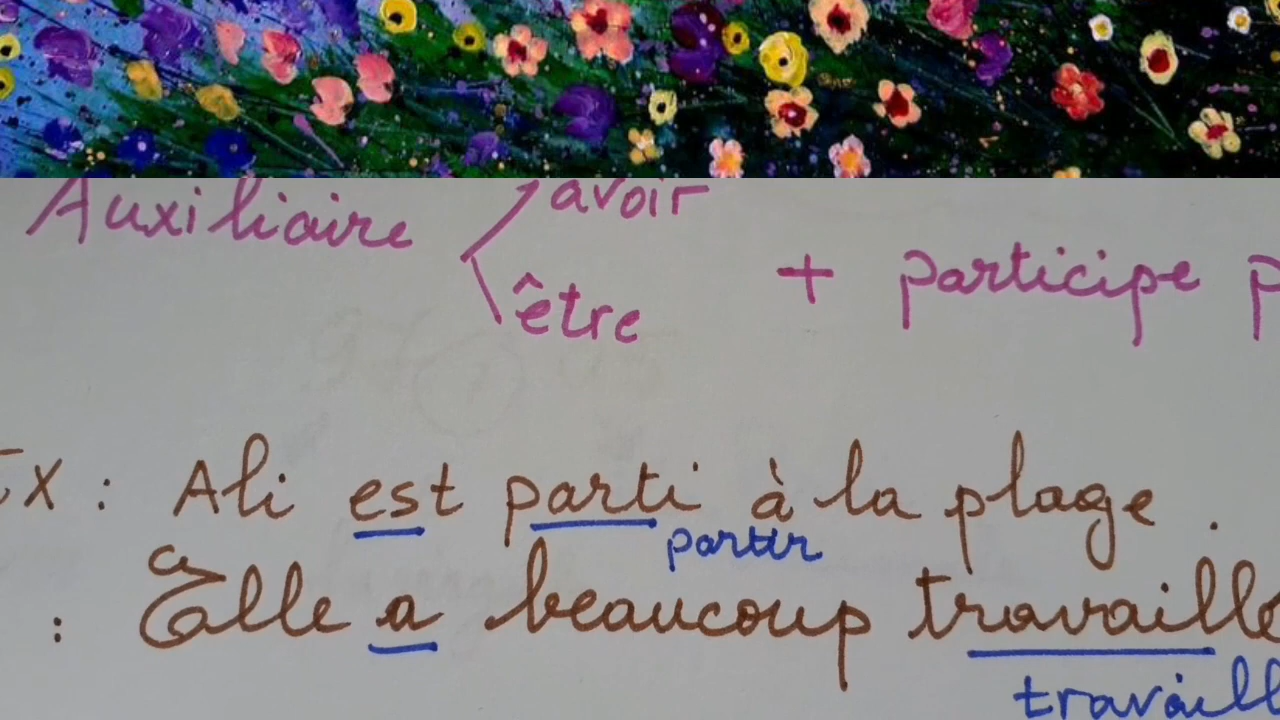 Auxiliaire avoir
être + participe
Ex : Ali est parti à la plage .
partir
: Elle a beaucoup